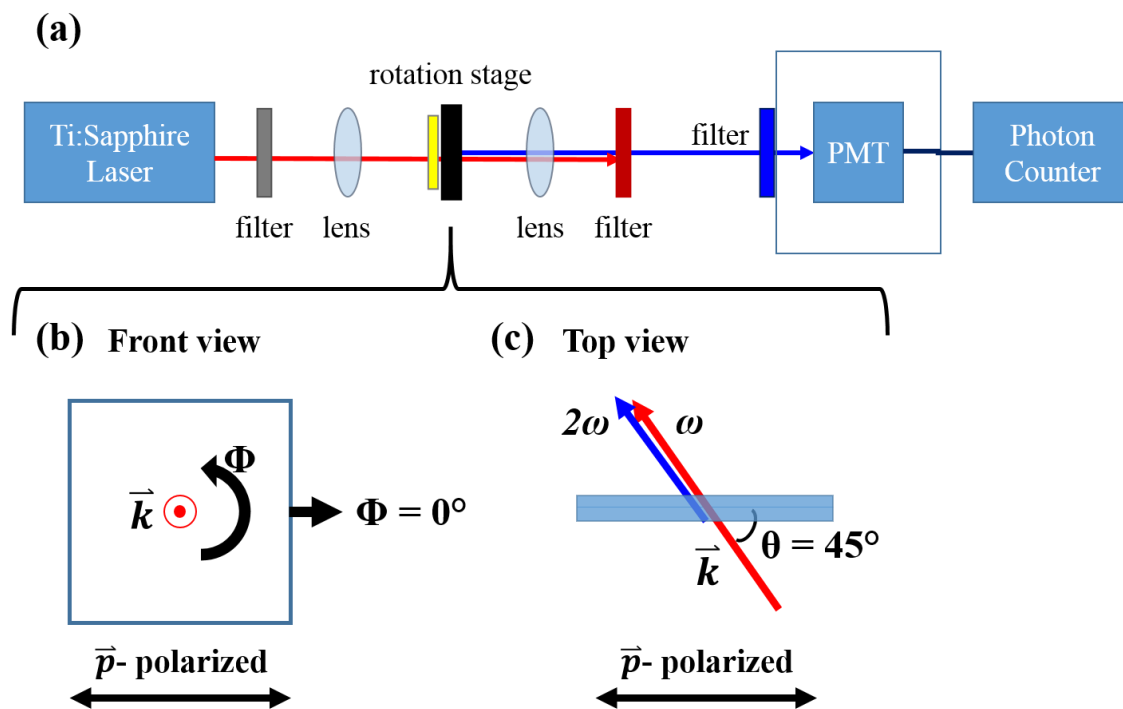 (a)
rotation stage
Ti:Sapphire
Laser
filter
PMT
Photon
Counter
filter
lens
lens
filter
(b) Front view
(c) Top view
Φ
k
Φ = 0°
2ω
ω
θ = 45°
k
p- polarized
p- polarized